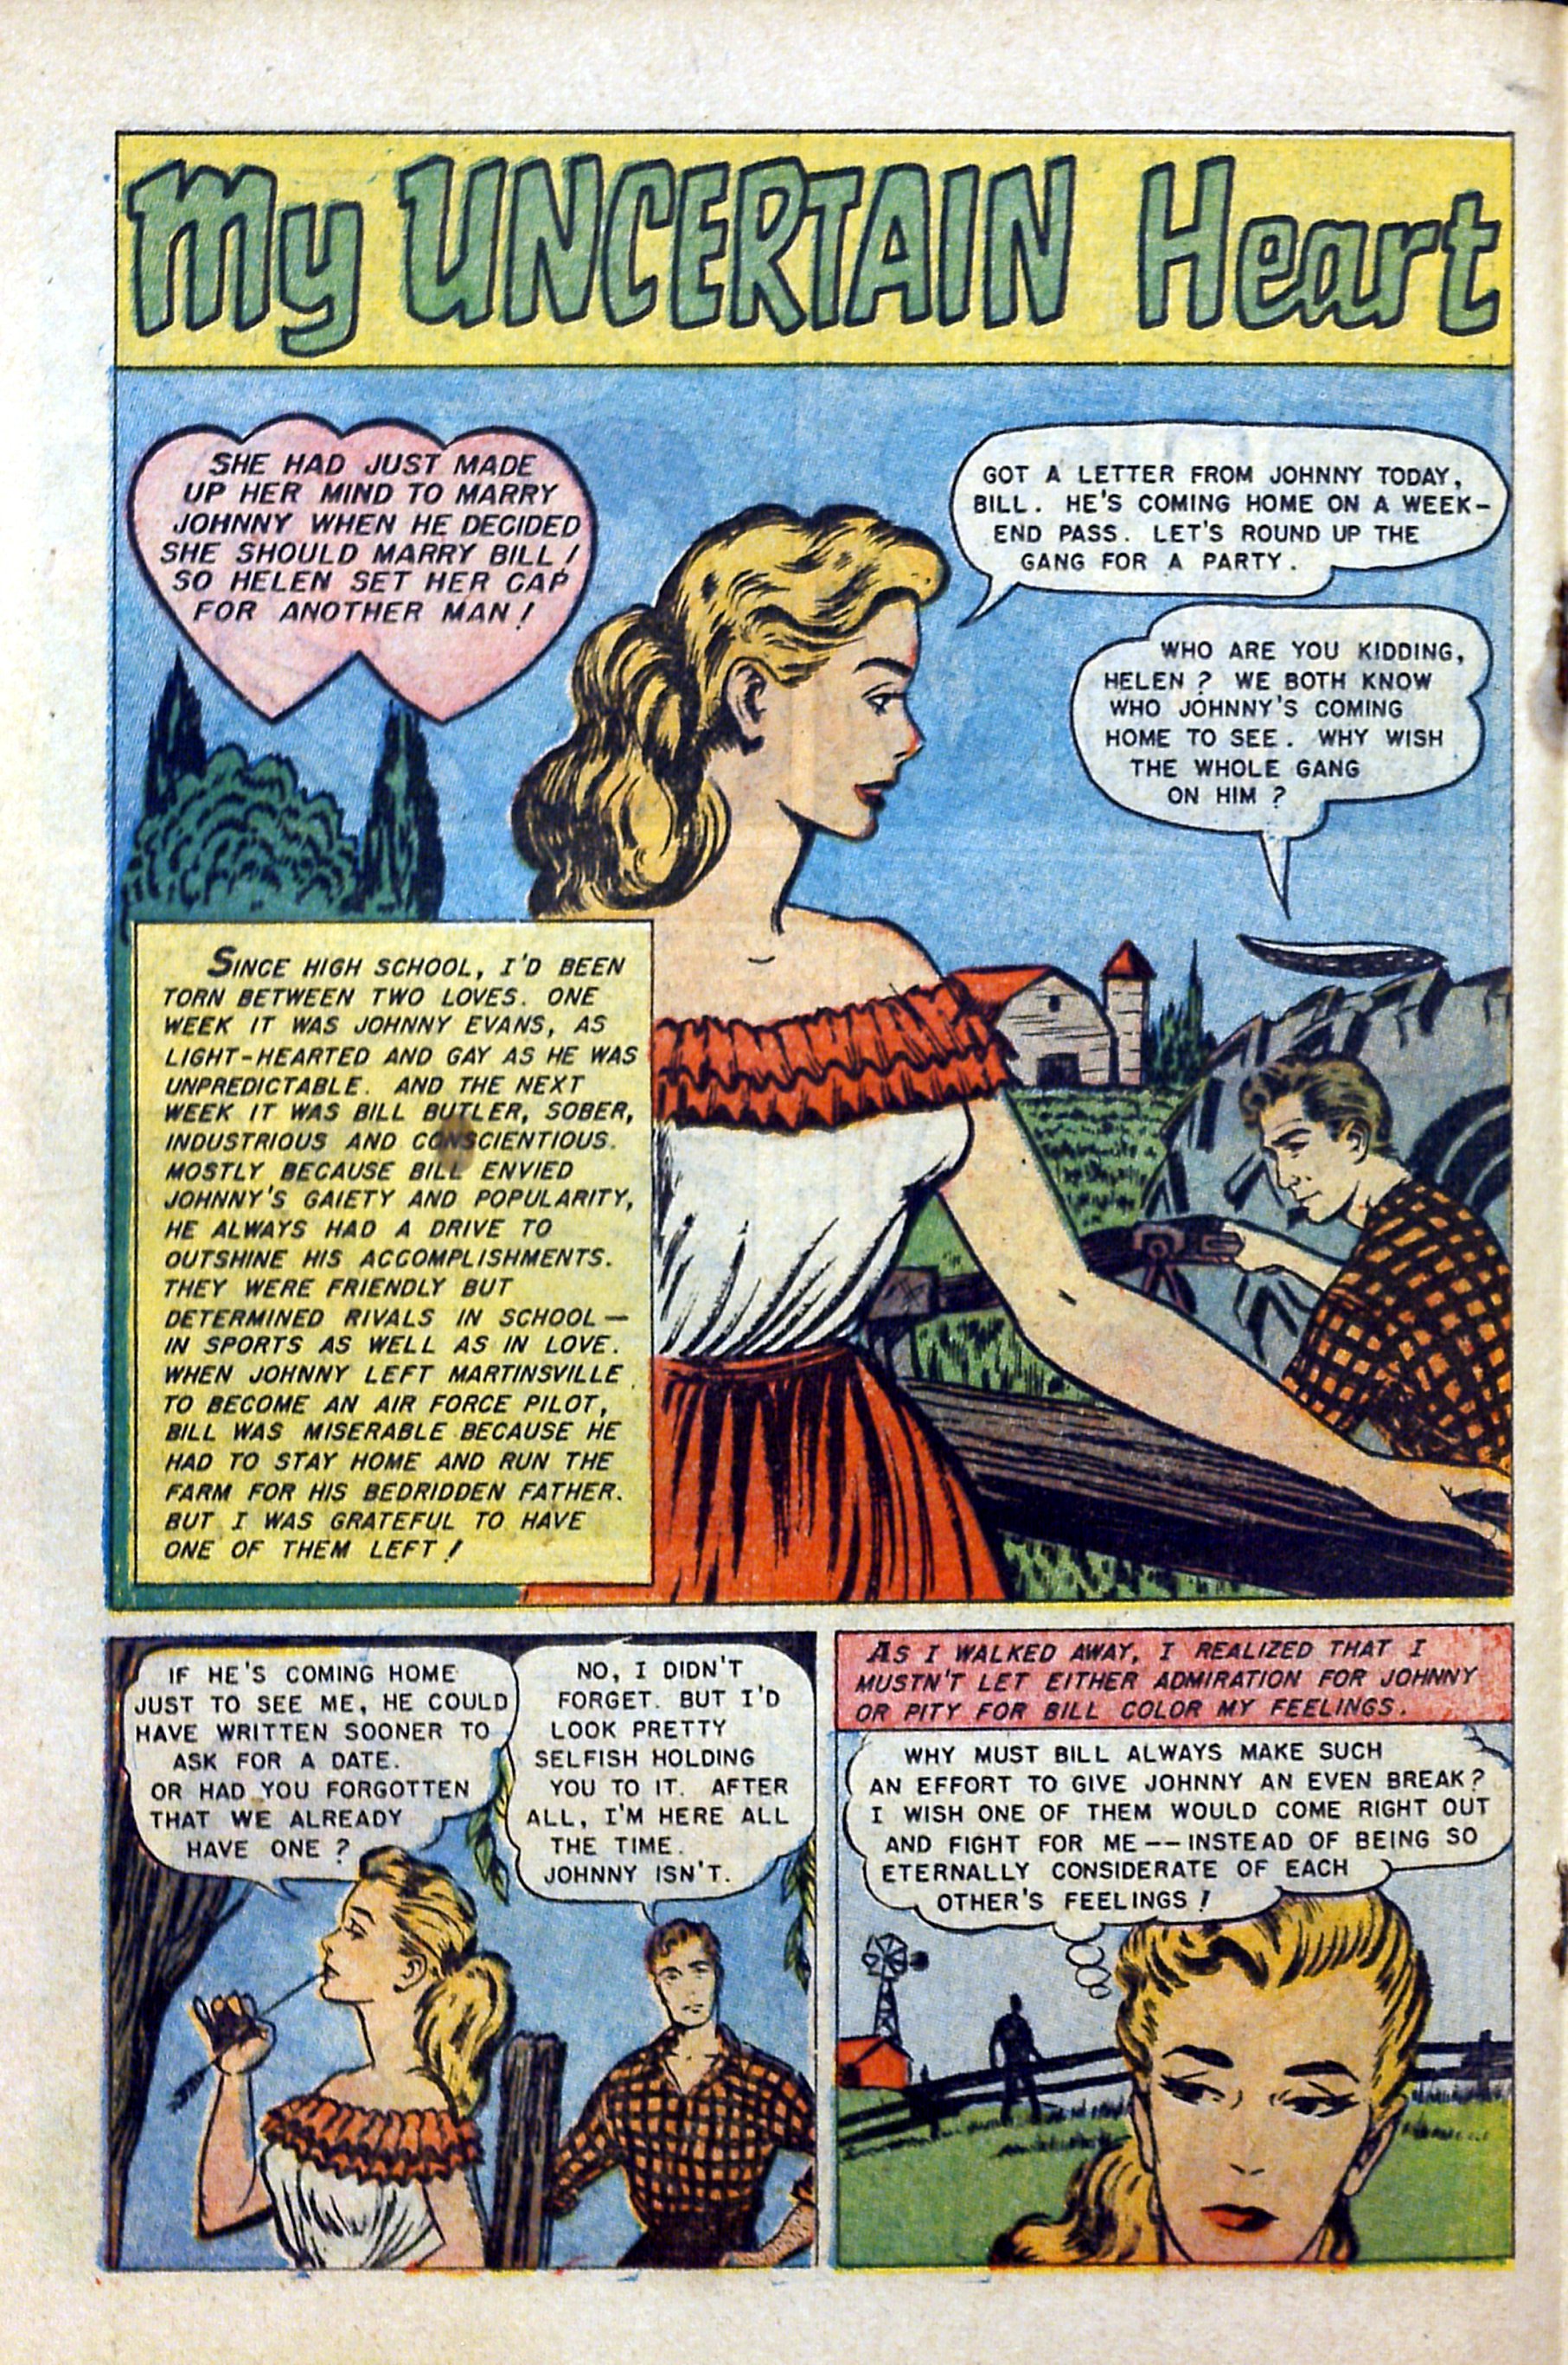 My UNCERTAIN Heart
SHE HAD JUST MADE
UP HER MIND TO MARRY
JOHNNY WHEN HE DECIDED
SHE SHOULD MARRY BILL!
SO HELEN SET HER CAP
FOR ANOTHER MAN!
GOT A LETTER FROM JOHNNY TODAY,
BILL. HE'S COMING HOME ON A WEEK-
END PASS. LET'S ROUND UP THE
GANG FOR A PARTY.
WHO ARE YOU KIDDING,
HELEN? WE BOTH KNOW
WHO JOHNNY'S COMING
HOME TO SEE. WHY WISH
THE WHOLE GANG
ON HIM?
SINCE HIGH SCHOOL, I'D BEEN
TORN BETWEEN TWO LOVES. ONE
WEEK IT WAS JOHNNY EVANS, AS
LIGHT-HEARTED AND GAY AS HE WAS
UNPREDICTABLE. AND THE NEXT
WEEK IT WAS BILL BUTLER, SOBER,
INDUSTRIOUS AND CONSCIENTIOUS.
MOSTLY BECAUSE BILL ENVIED
JOHNNY'S GAIETY AND POPULARITY,
HE ALWAYS HAD A DRIVE TO
OUTSHINE HIS ACCOMPLISHMENTS.
THEY WERE FRIENDLY BUT
DETERMINED RIVALS IN SCHOOL—
IN SPORTS AS WELL AS IN LOVE.
WHEN JOHNNY LEFT MARTINSVILLE
TO BECOME AN AIR FORCE PILOT,
BILL WAS MISERABLE BECAUSE HE
HAD TO STAY HOME AND RUN THE
FARM FOR HIS BEDRIDDEN FATHER.
BUT I WAS GRATEFUL TO HAVE
ONE OF THEM LEFT!
IF HE'S COMING HOME
JUST TO SEE ME, HE COULD
HAVE WRITTEN SOONER TO
ASK FOR A DATE.
OR HAD YOU FORGOTTEN
THAT WE ALREADY
HAVE ONE?
NO, I DIDN'T
FORGET. BUT I'D
LOOK PRETTY
SELFISH HOLDING
YOU TO IT. AFTER
ALL, I'M HERE ALL
THE TIME.
JOHNNY ISN'T.
AS I WALKED AWAY, I REALIZED THAT I
MUSTN'T LET EITHER ADMIRATION FOR JOHNNY
OR PITY FOR BILL COLOR MY FEELINGS.
WHY MUST BILL ALWAYS MAKE SUCH
AN EFFORT TO GIVE JOHNNY AN EVEN BREAK?
I WISH ONE OF THEM WOULD COME RIGHT OUT
AND FIGHT FOR ME——INSTEAD OF BEING SO
ETERNALLY CONSIDERATE OF EACH
OTHER'S FEELINGS!